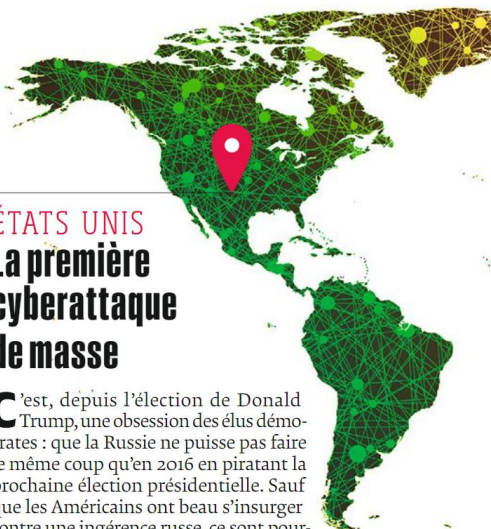 ÉTATS UNIS
La première
cyberattaque
de masse
C'est, depuis l'élection de Donald
Trump, une obsession des élus démo-
rates : que la Russie ne puisse pas faire
e même coup qu'en 2016 en piratant la
prochaine élection présidentielle. Sauf
que les Américains ont beau s'insurger
contre une ingérence russe, ce sont pour-